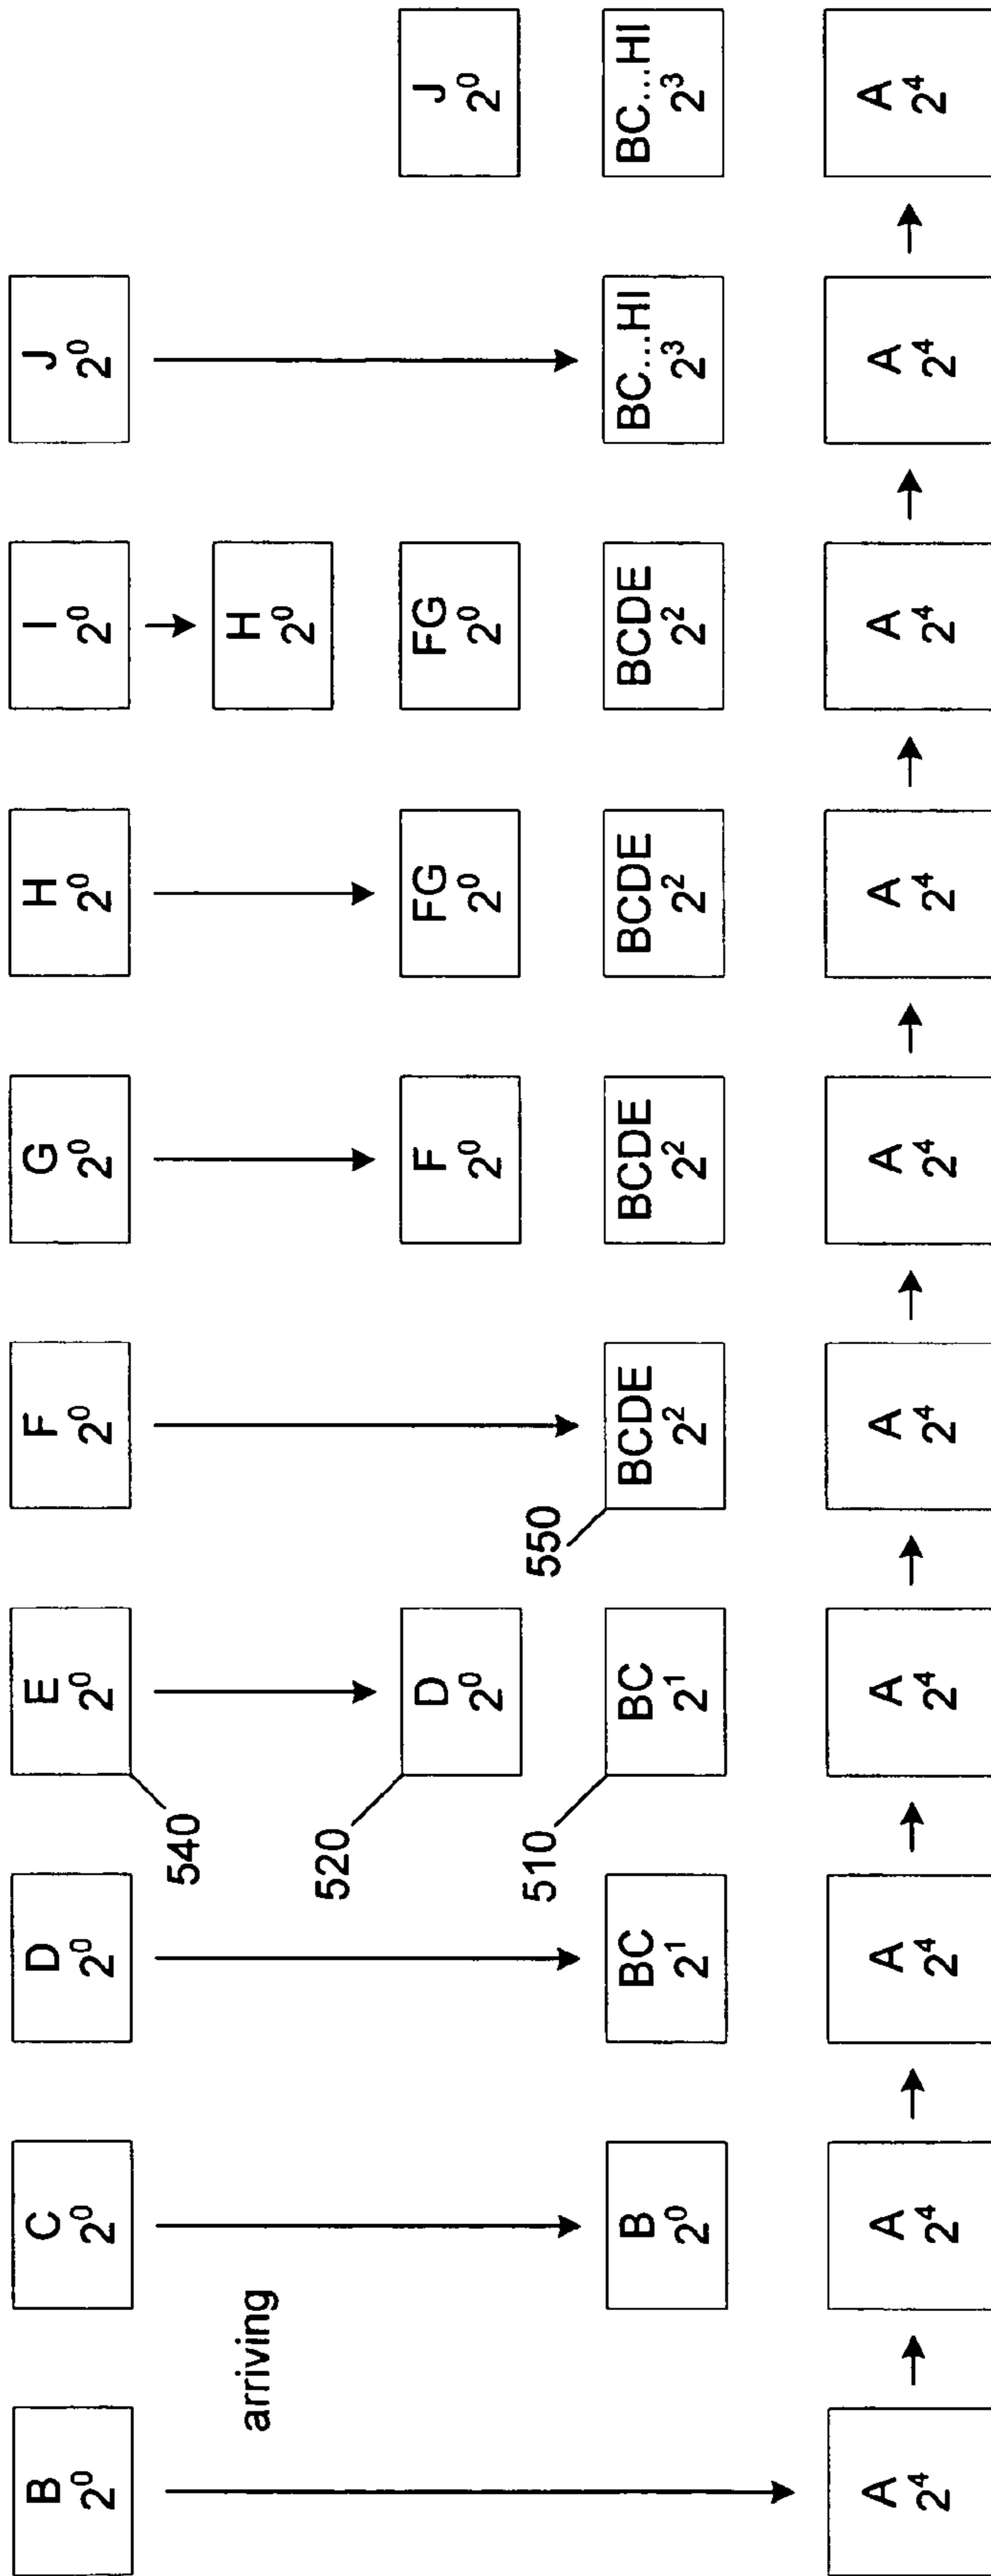 B
2⁰
C
2⁰
D
2⁰
E
2⁰
F
2⁰
G
2⁰
H
2⁰
I
2⁰
J
2⁰
arriving
540
H
2⁰
520
D
2⁰
F
2⁰
FG
2⁰
FG
2⁰
J
2⁰
510
550
B
2⁰
BC
2¹
BC
2¹
BCDE
2²
BCDE
2²
BCDE
2²
BCDE
2²
BC...HI
2³
BC...HI
2³
A
2⁴
A
2⁴
A
2⁴
A
2⁴
A
2⁴
A
2⁴
A
2⁴
A
2⁴
A
2⁴
A
2⁴